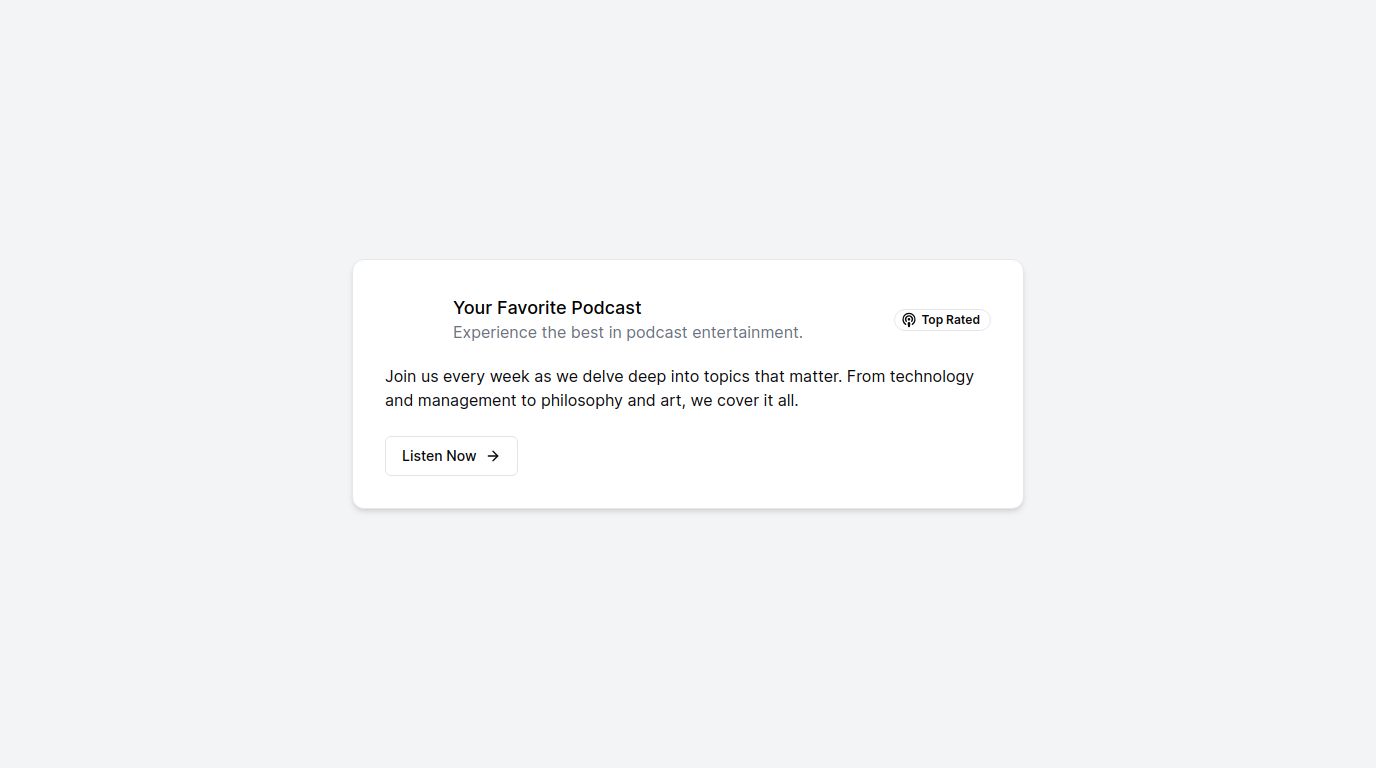 Your Favorite Podcast
Experience the best in podcast entertainment.
Top Rated
Join us every week as we delve deep into topics that matter. From technology
and management to philosophy and art, we cover it all.
Listen Now